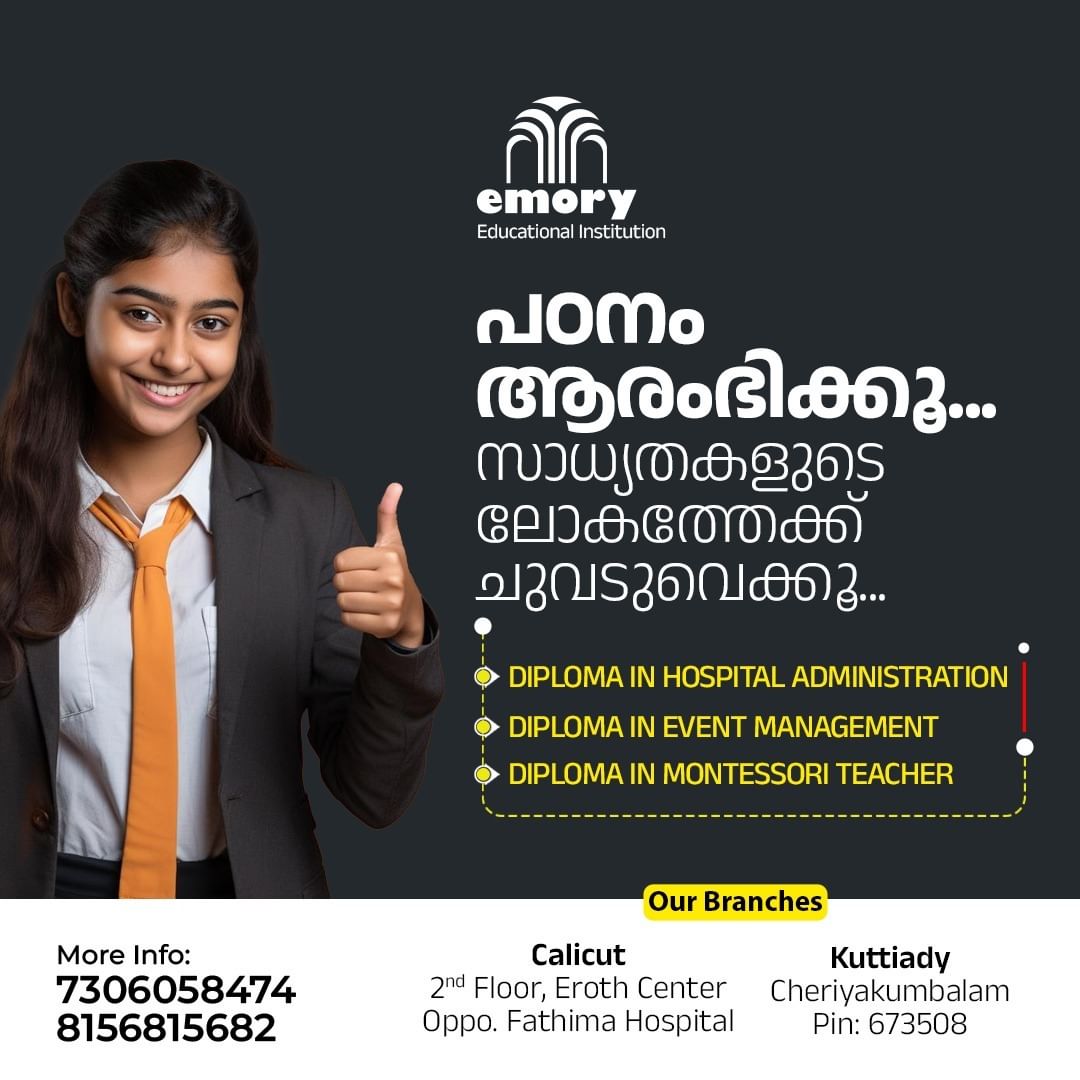 emory
Educational Institution
പഠനം
ആരംഭിക്കൂ...
സാധ്യതകളുടെ
ലോകത്തേക്ക്
ചുവടുവെക്കൂ...
DIPLOMA IN HOSPITAL ADMINISTRATION
DIPLOMA IN EVENT MANAGEMENT
DIPLOMA IN MONTESSORI TEACHER
Our Branches
More Info:
7306058474
8156815682
Calicut
2nd Floor, Eroth Center
Oppo. Fathima Hospital
Kuttiady
Cheriyakumbalam
Pin: 673508